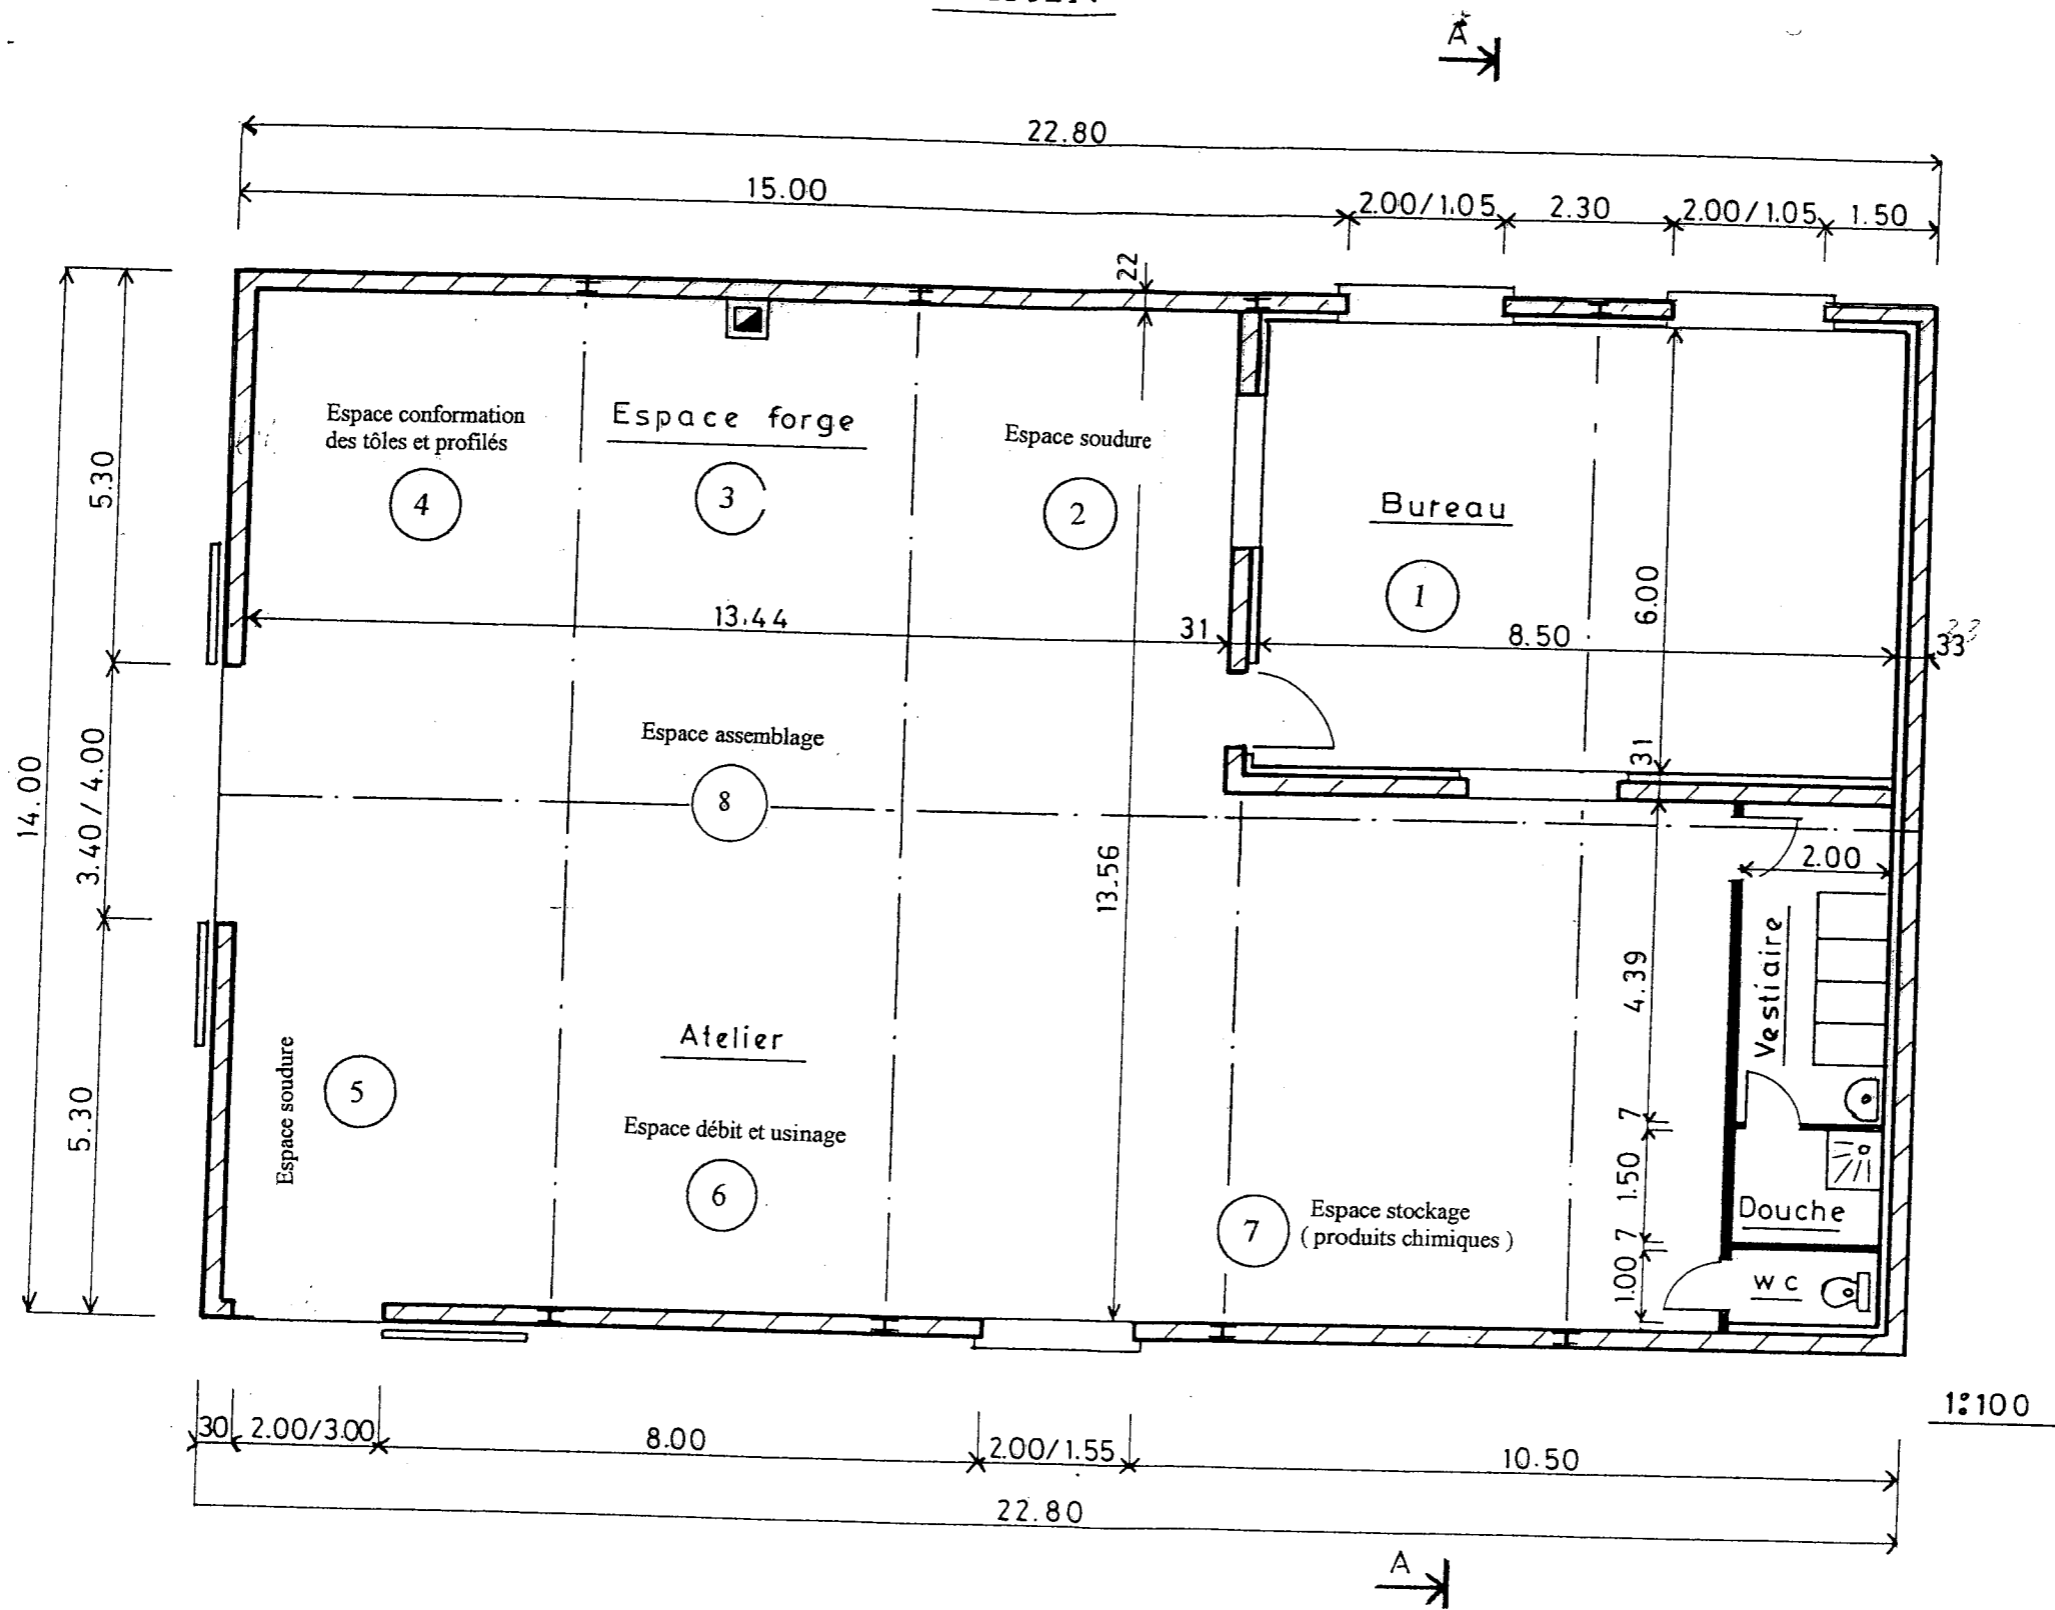 A
22.80
15.00
2.00/1.05
2.30
2.00/1.05
1.50
22
Espace conformation
des tôles et profilés
4
Espace forge
3
Espace soudure
2
Bureau
1
5.30
13.44
31
8.50
6.00
33
Espace assemblage
8
31
14.00
3.40/4.00
13.56
2.00
Vestiaire
4.39
Atelier
Espace soudure
5
Espace débit et usinage
6
7
Espace stockage
( produits chimiques )
5.30
7
1.50
7
1.00
Douche
WC
1:100
30
2.00/3.00
8.00
2.00/1.55
10.50
22.80
A